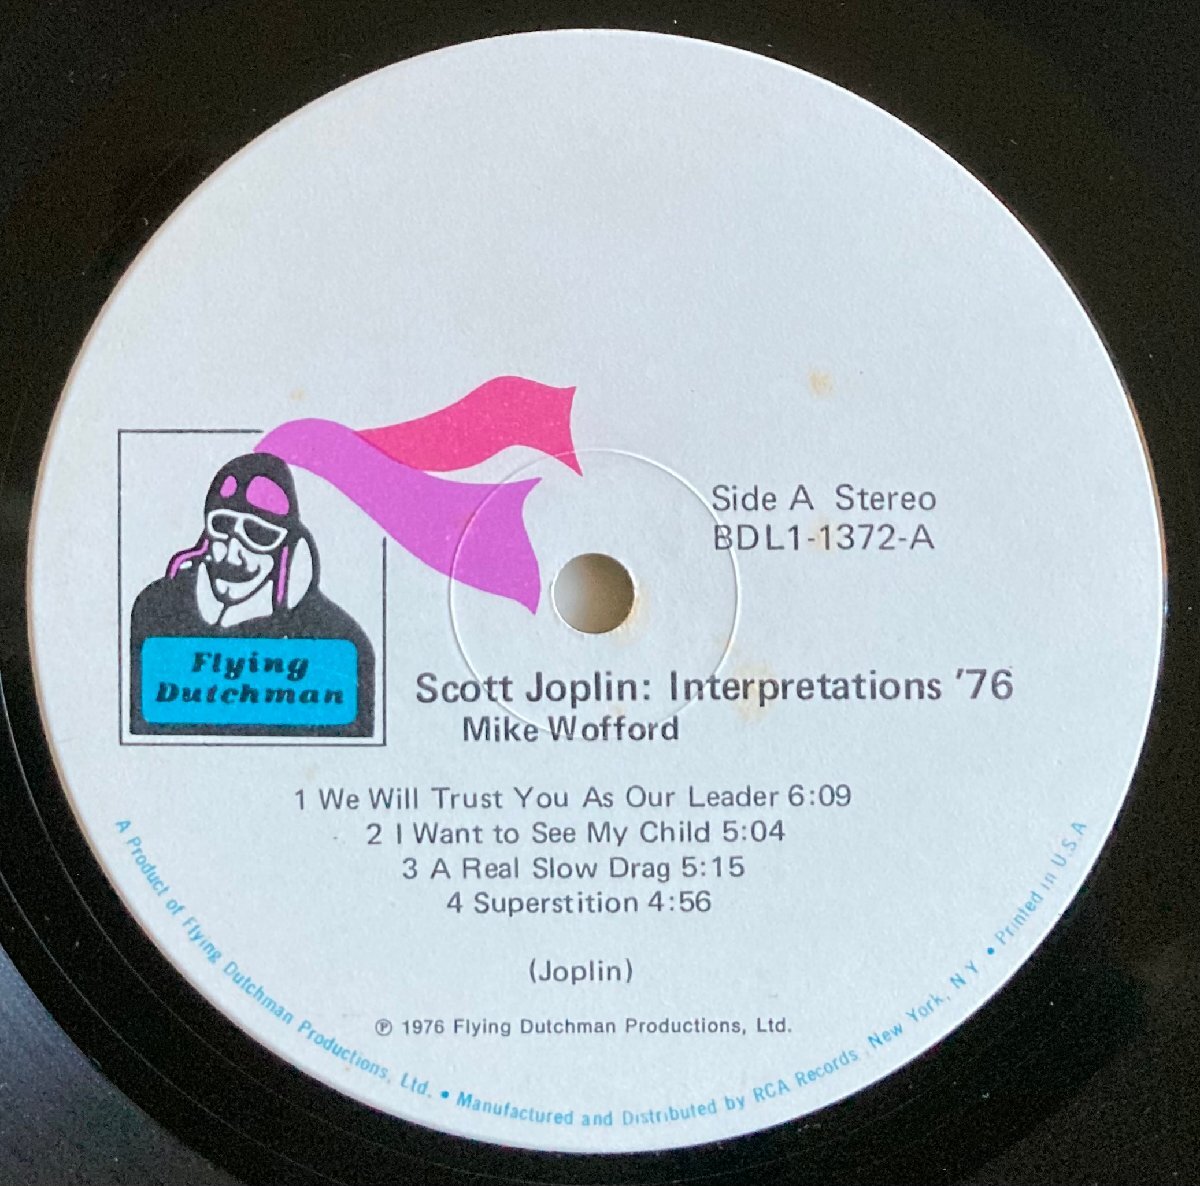 Side A Stereo
BDL1-1372-A
Flying
Dutchman
Scott Joplin: Interpretations '76
Mike Wofford
1 We Will Trust You As Our Leader 6:09
2 I Want to See My Child 5:04
3 A Real Slow Drag 5:15
4 Superstition 4:56
(Joplin)
℗ 1976 Flying Dutchman Productions, Ltd.
A Product of Flying Dutchman Productions, Ltd. • Manufactured and Distributed by RCA Records, New York, N Y • Printed in U.S.A